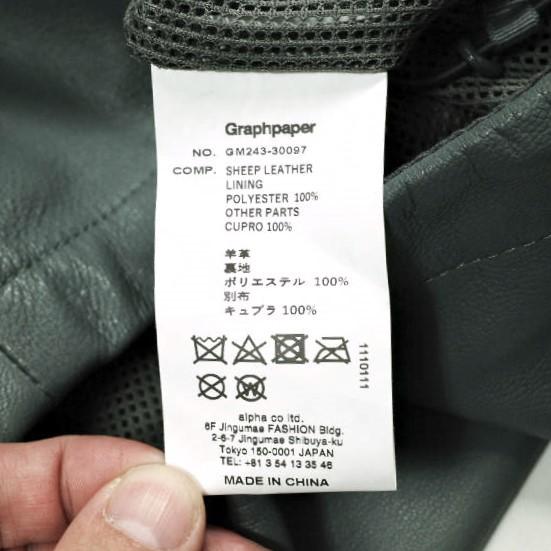 Graphpaper
NO. GM243-30097
COMP. SHEEP LEATHER
LINING
POLYESTER 100%
OTHER PARTS
CUPRO 100%
羊革
裏地
ポリエステル 100%
別布
キュプラ 100%
W
1110111
alpha co ltd.
6F Jingumae FASHION Bldg.
2-6-7 Jingumae Shibuya-ku
Tokyo 150-0001 JAPAN
TEL: +81 3 54 13 35 46
MADE IN CHINA